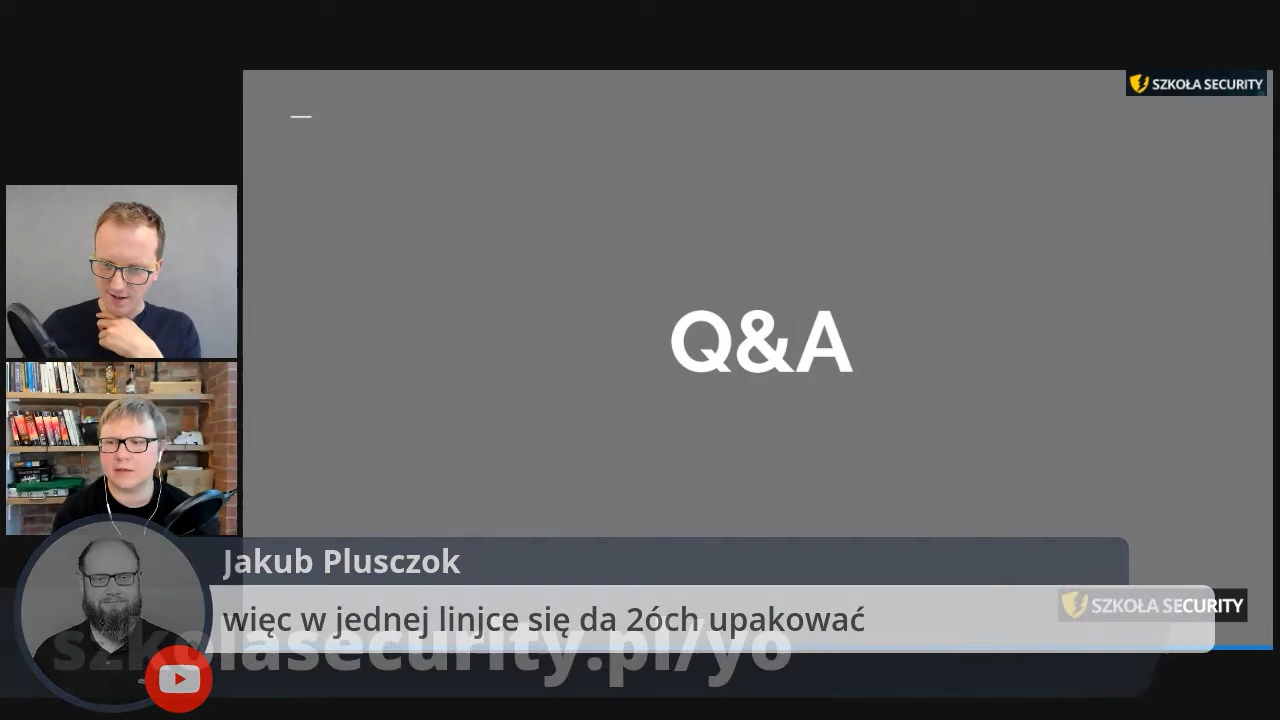 SZKOŁA SECURITY
Q&A
Jakub Plusczok
więc w jednej linjce się da 2óch upakować
SZKOŁA SECURITY
szkolasecurity.pl/yo